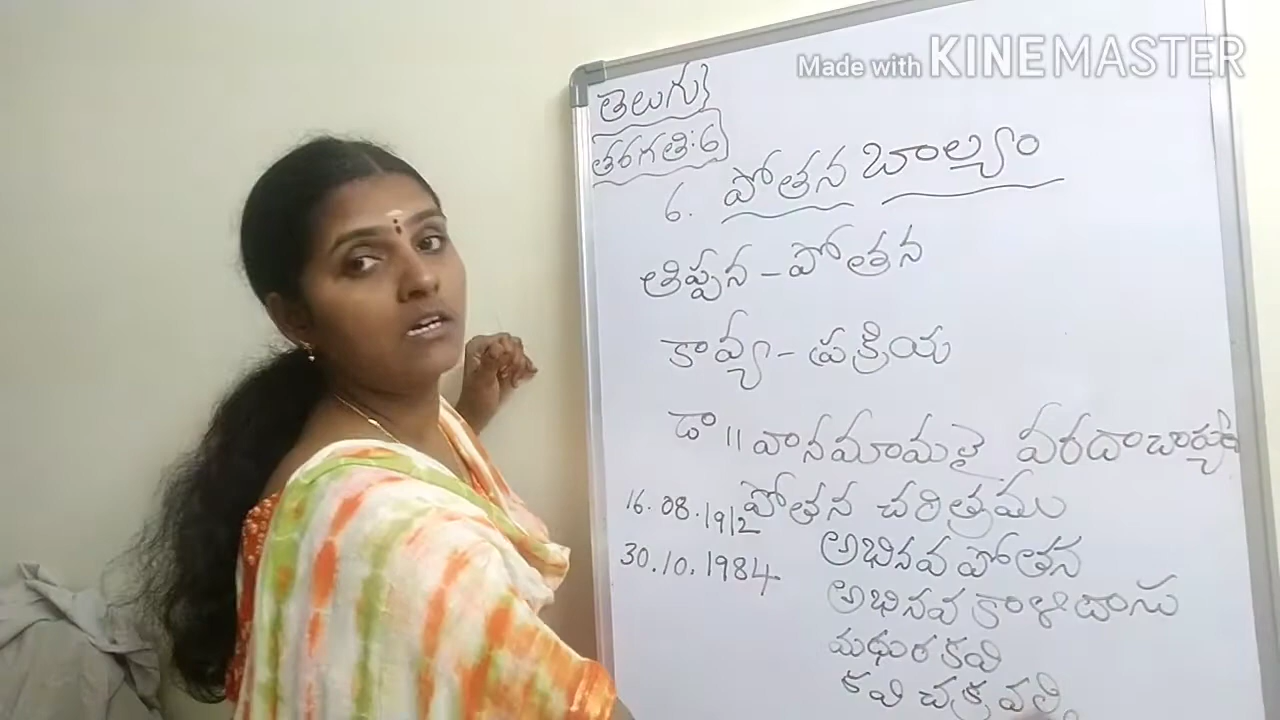 Made with KINEMASTER
తెలుగు
తరగతి: 6
6. పోతన బాల్యం
తిప్పన - పోతన
కావ్య - ప్రక్రియ
డా॥ వానమామలై వరదాచార్యులు
16.08.1912 పోతన చరిత్రము
30.10.1984 అభినవ పోతన
అభినవ కాళిదాసు
మధుర కవి
కవి చక్రవర్తి